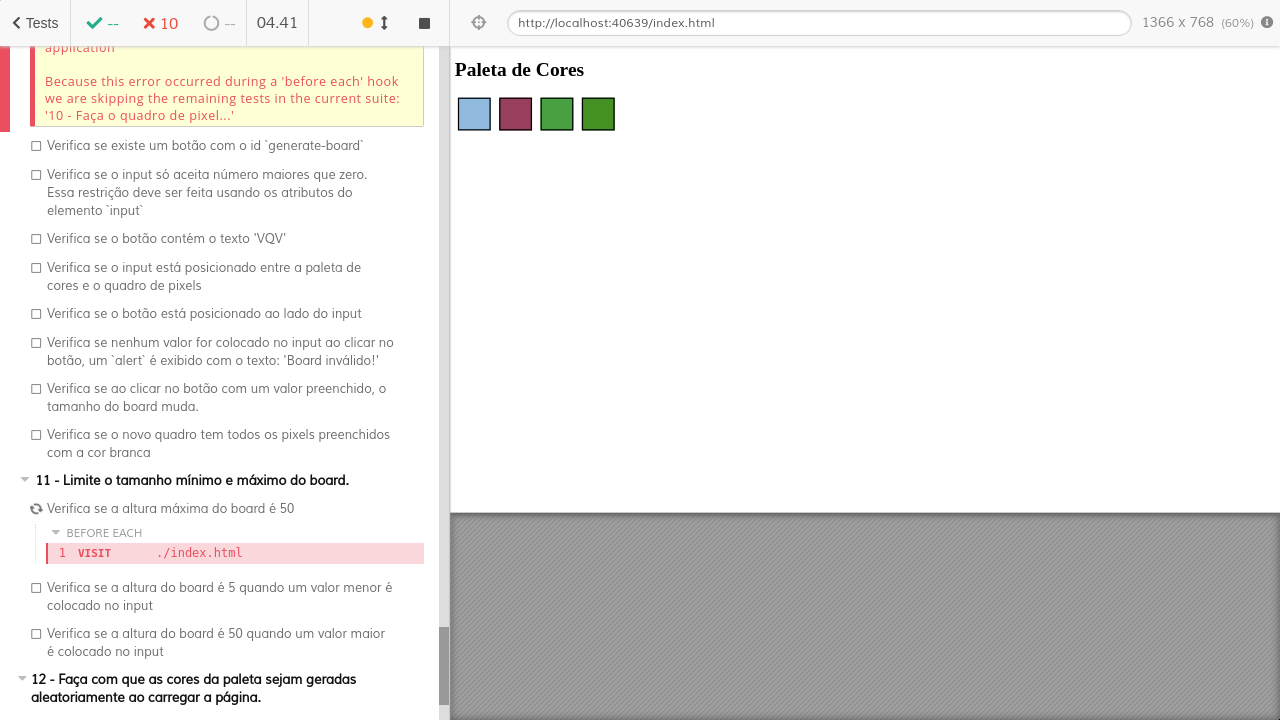 Tests
--
10
--
04.41
http://localhost:40639/index.html
1366 x 768 (60%)
application
Because this error occurred during a 'before each' hook
we are skipping the remaining tests in the current suite:
'10 - Faça o quadro de pixel...'
Verifica se existe um botão com o id `generate-board`
Verifica se o input só aceita número maiores que zero.
Essa restrição deve ser feita usando os atributos do
elemento `input`
Verifica se o botão contém o texto 'VQV'
Verifica se o input está posicionado entre a paleta de
cores e o quadro de pixels
Verifica se o botão está posicionado ao lado do input
Verifica se nenhum valor for colocado no input ao clicar no
botão, um `alert` é exibido com o texto: 'Board inválido!'
Verifica se ao clicar no botão com um valor preenchido, o
tamanho do board muda.
Verifica se o novo quadro tem todos os pixels preenchidos
com a cor branca
11 - Limite o tamanho mínimo e máximo do board.
Verifica se a altura máxima do board é 50
BEFORE EACH
1 VISIT ./index.html
Verifica se a altura do board é 5 quando um valor menor é
colocado no input
Verifica se a altura do board é 50 quando um valor maior
é colocado no input
12 - Faça com que as cores da paleta sejam geradas
aleatoriamente ao carregar a página.
Paleta de Cores